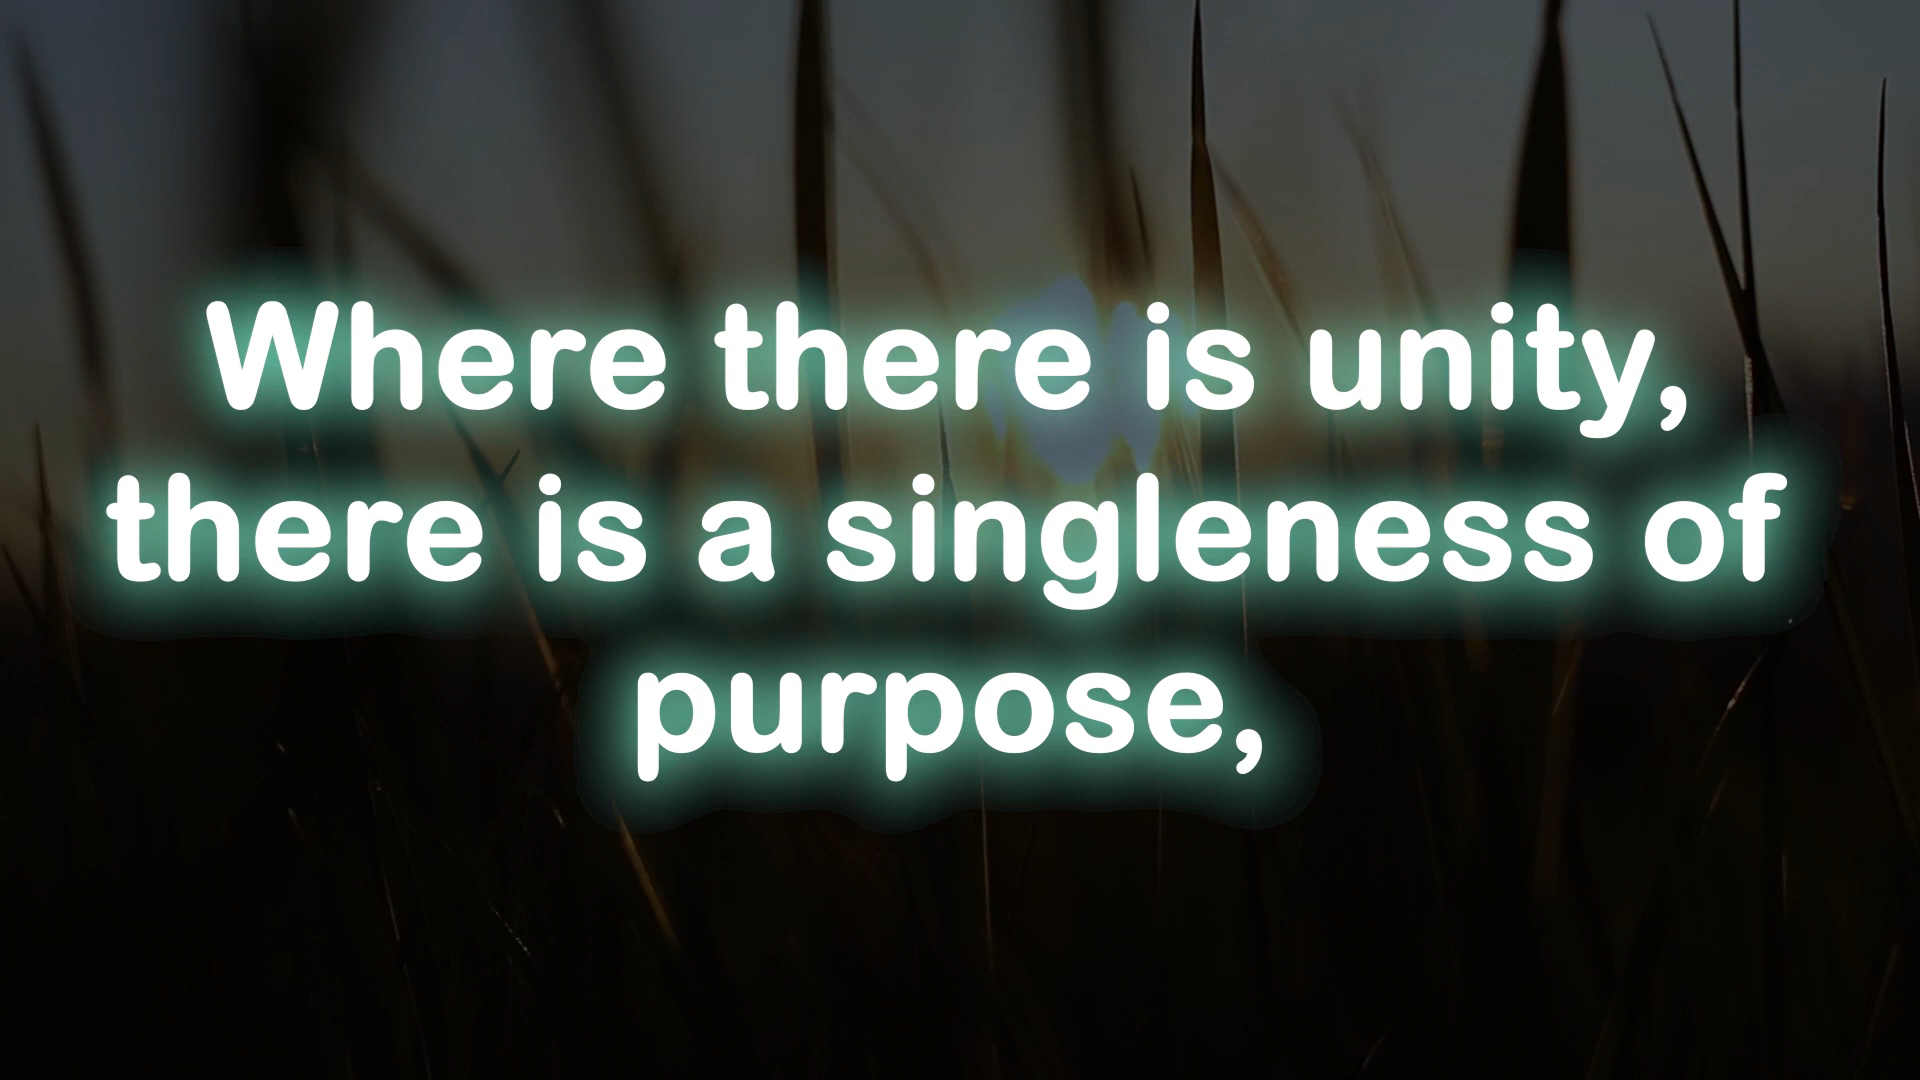 Where there is unity,
there is a singleness of
purpose,